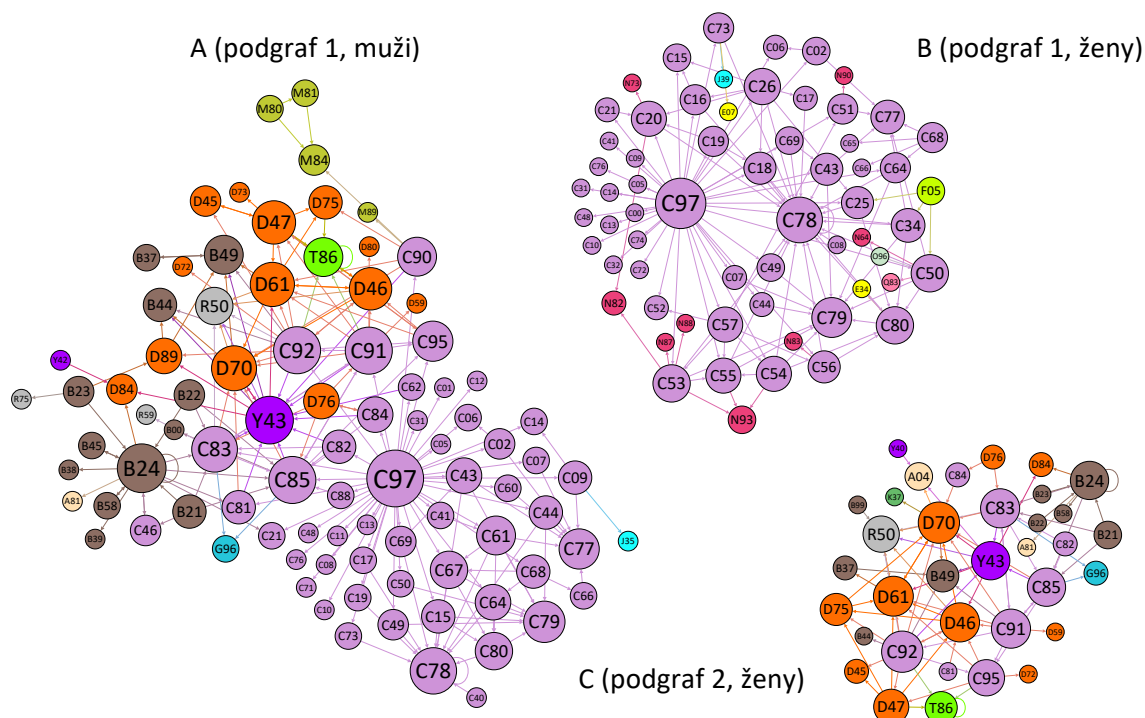 A (podgraf 1, muži)
M80
M81
M84
M89
D73
D45
D47
D75
B37
B49
D72
D61
T86
D80
D46
C90
D59
B44
R50
C92
C91
C95
D89
D70
Y42
D84
R75
B23
B22
R59
B00
Y43
D76
C84
C62
C01
C12
C31
C83
C82
C05
C06
C14
C02
B45
B38
B24
C85
C97
C43
C07
C09
A81
B58
B39
B21
C81
C88
C60
C46
G96
C21
C48
C11
C13
C41
C44
J35
C69
C61
C77
C76
C08
C17
C71
C50
C67
C68
C66
C10
C19
C64
C15
C79
C73
C49
C80
C78
C40
B (podgraf 1, ženy)
C73
C06
C02
C15
J39
N90
N73
C26
C16
E07
C17
C51
C21
C20
C77
C19
C69
C65
C68
C41
C09
C18
C43
C66
C64
C76
C05
F05
C31
C14
C97
C25
C48
C00
C78
C34
C13
N64
C74
C08
O96
C10
C32
C72
C49
C50
C07
Q83
N82
C52
C44
E34
C57
C79
C80
N88
N87
N83
C53
C55
C54
C56
N93
C (podgraf 2, ženy)
Y40
A04
C84
D76
D84
B24
K37
C83
B23
B99
D70
B22
B58
R50
A81
C82
B21
Y43
G96
B37
B49
C85
D61
D75
D46
C91
D59
B44
C92
D45
C81
C95
D72
D47
T86